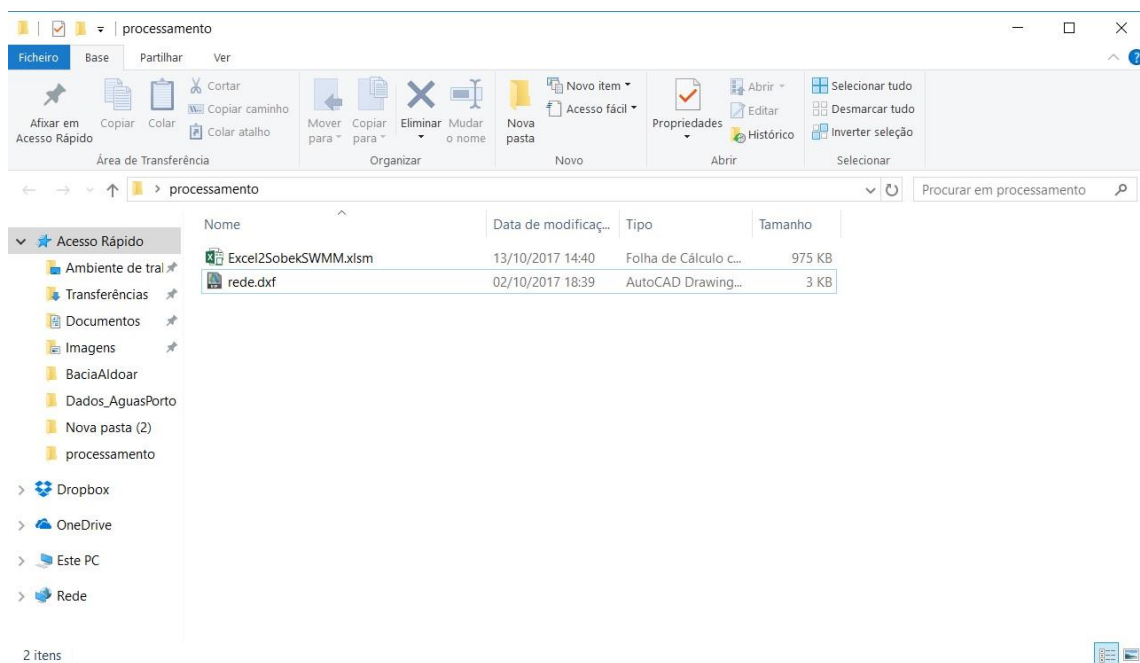 processamento
Ficheiro Base Partilhar Ver
Afixar em Acesso Rápido
Copiar
Colar
Cortar
Copiar caminho
Colar atalho
Área de Transferência
Mover para
Copiar para
Eliminar
Mudar o nome
Organizar
Nova pasta
Novo item
Acesso fácil
Novo
Propriedades
Abrir
Editar
Histórico
Abrir
Selecionar tudo
Desmarcar tudo
Inverter seleção
Selecionar
> processamento
Procurar em processamento
Acesso Rápido
Ambiente de tral
Transferências
Documentos
Imagens
BaciaAldoar
Dados_AguasPorto
Nova pasta (2)
processamento
Dropbox
OneDrive
Este PC
Rede
Nome Data de modificaç... Tipo Tamanho
Excel2SobekSWMM.xlsm 13/10/2017 14:40 Folha de Cálculo c... 975 KB
rede.dxf 02/10/2017 18:39 AutoCAD Drawing... 3 KB
2 itens